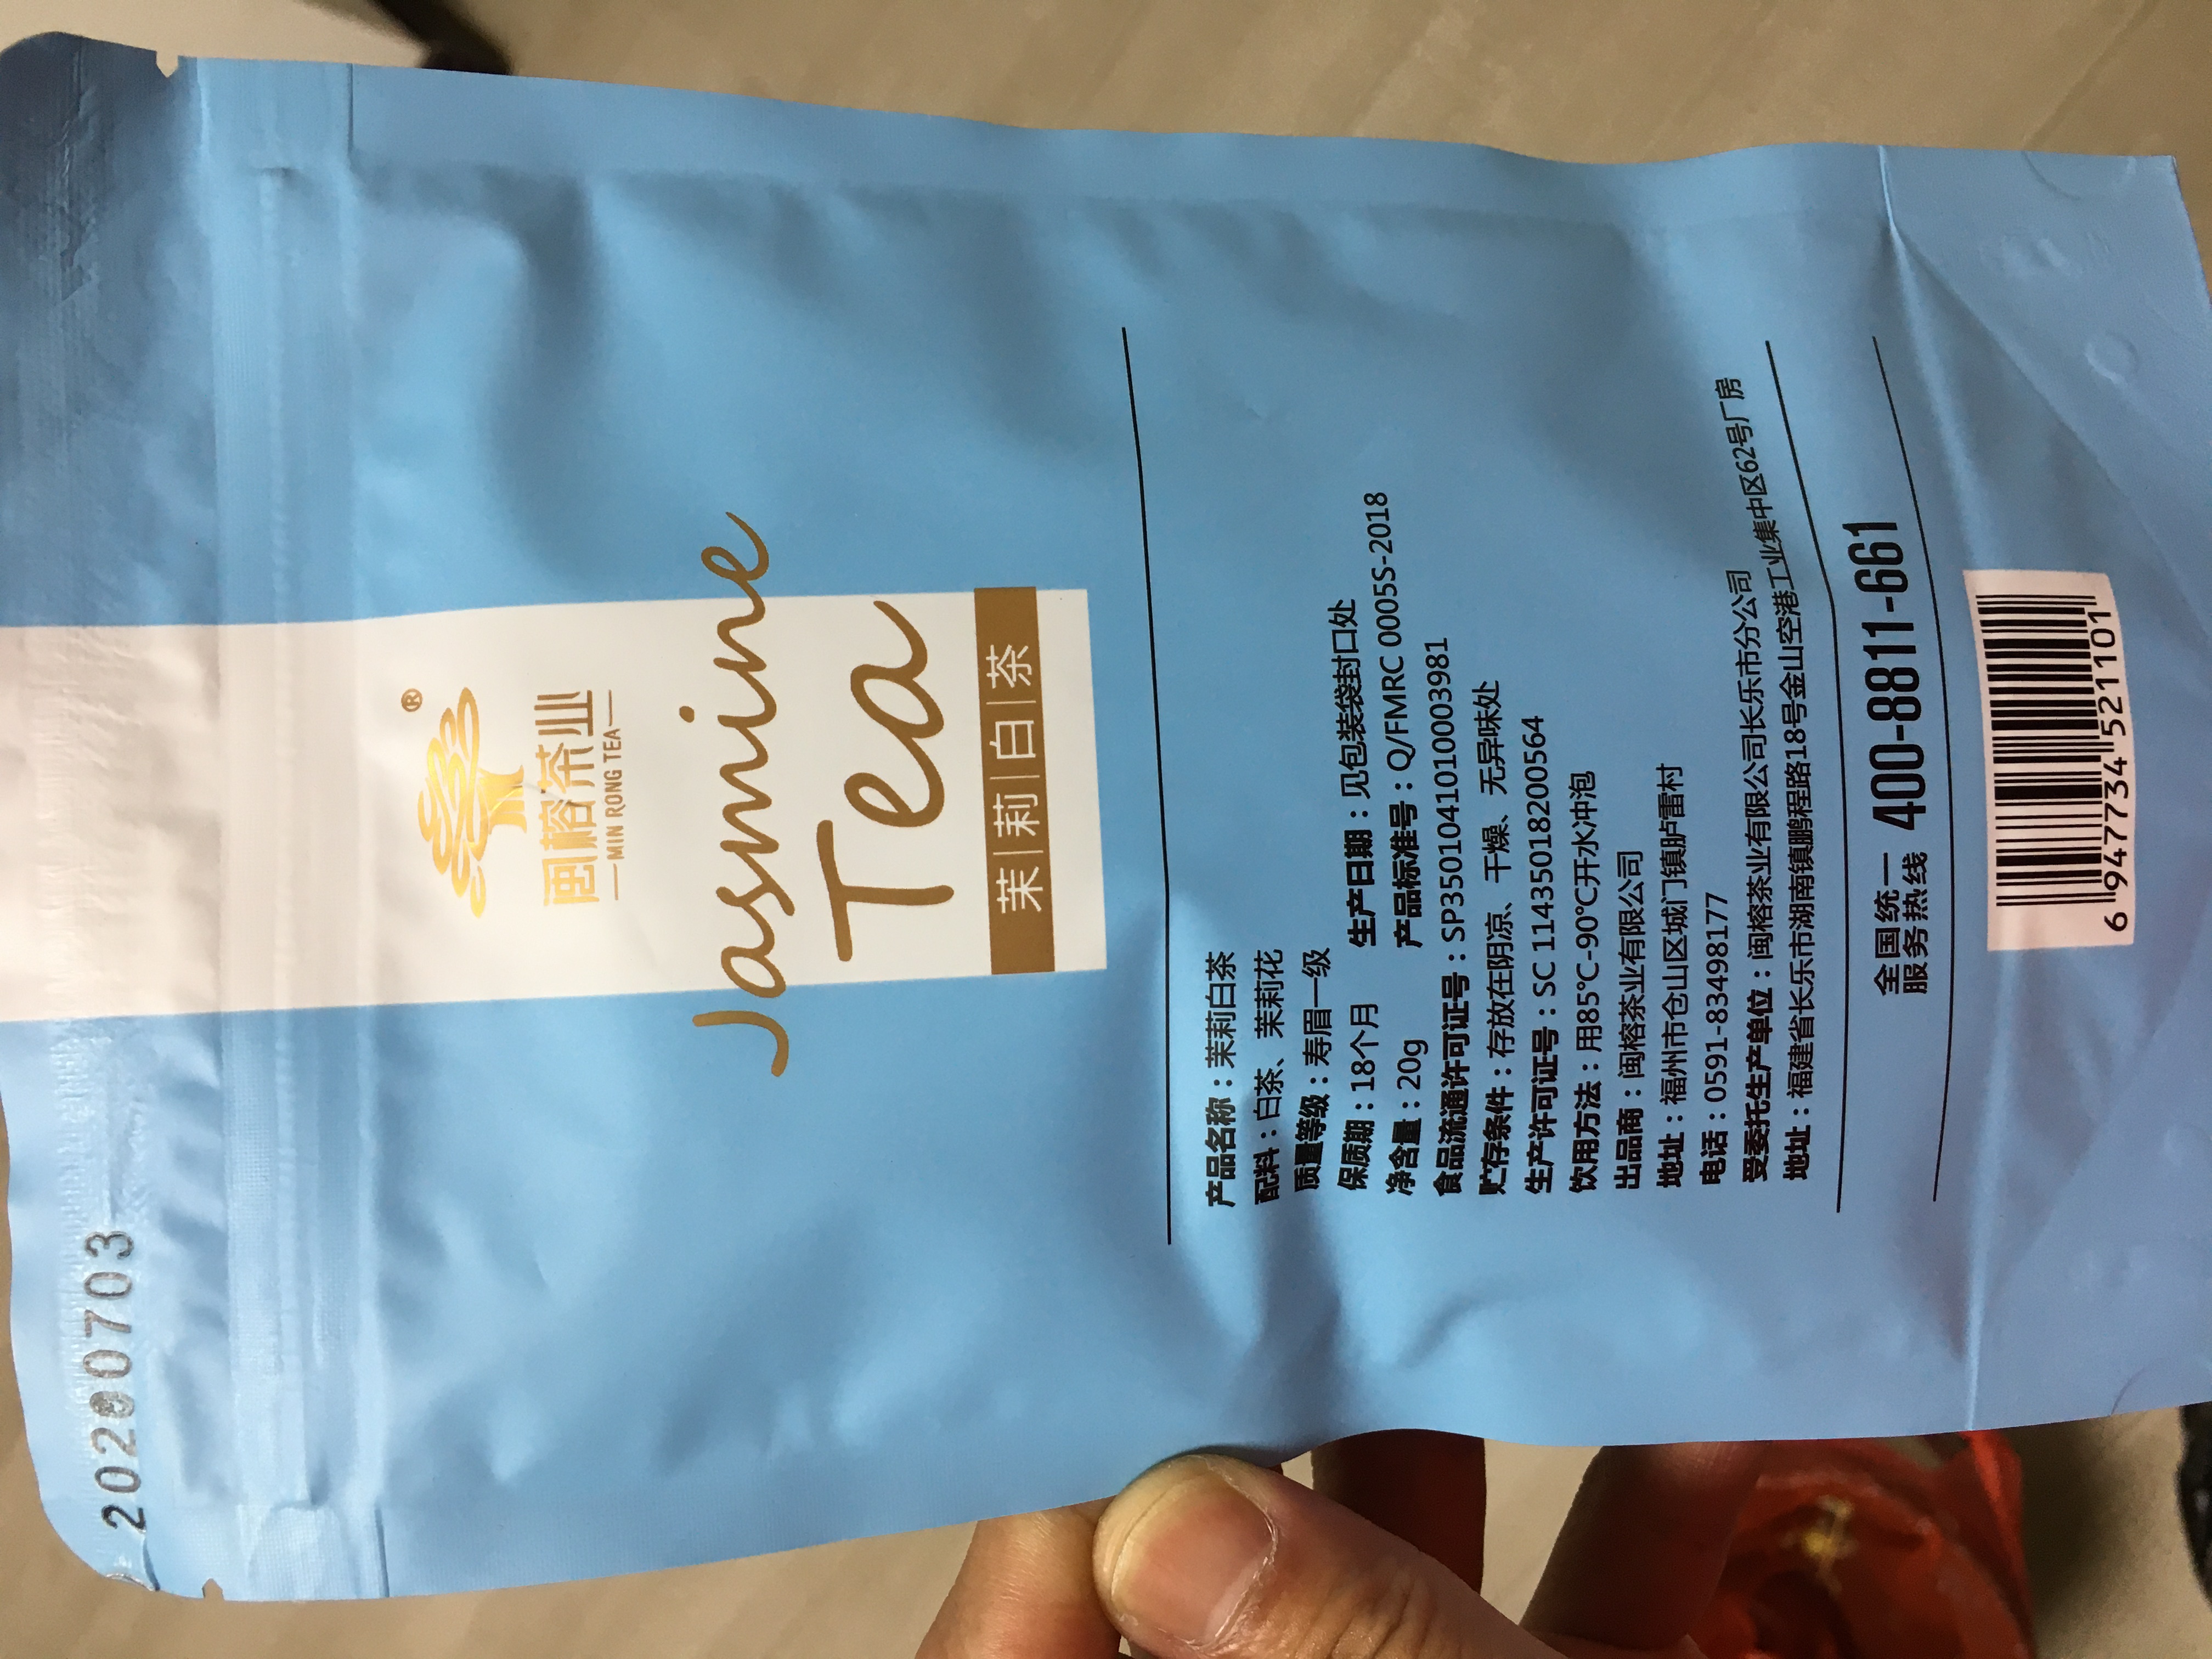 20200703
®
闽榕茶业
MIN RONG TEA
Jasmine
Tea
茉莉白茶
产品名称：茉莉白茶
配料：白茶、茉莉花
质量等级：寿眉一级
保质期：18个月 生产日期：见包装袋封口处
净含量：20g 产品标准号：Q/FMRC 0005S-2018
食品流通许可证号：SP3501041010003981
贮存条件：存放在阴凉、干燥、无异味处
生产许可证号：SC 11435018200564
饮用方法：用85℃-90℃开水冲泡
出品商：闽榕茶业有限公司
地址：福州市仓山区城门镇胪雷村
电话：0591-83498177
受委托生产单位：闽榕茶业有限公司长乐市分公司
地址：福建省长乐市湖南镇鹏程路18号金山空港工业集中区62号厂房
全国统一
服务热线 400-8811-661
6 947734 521101